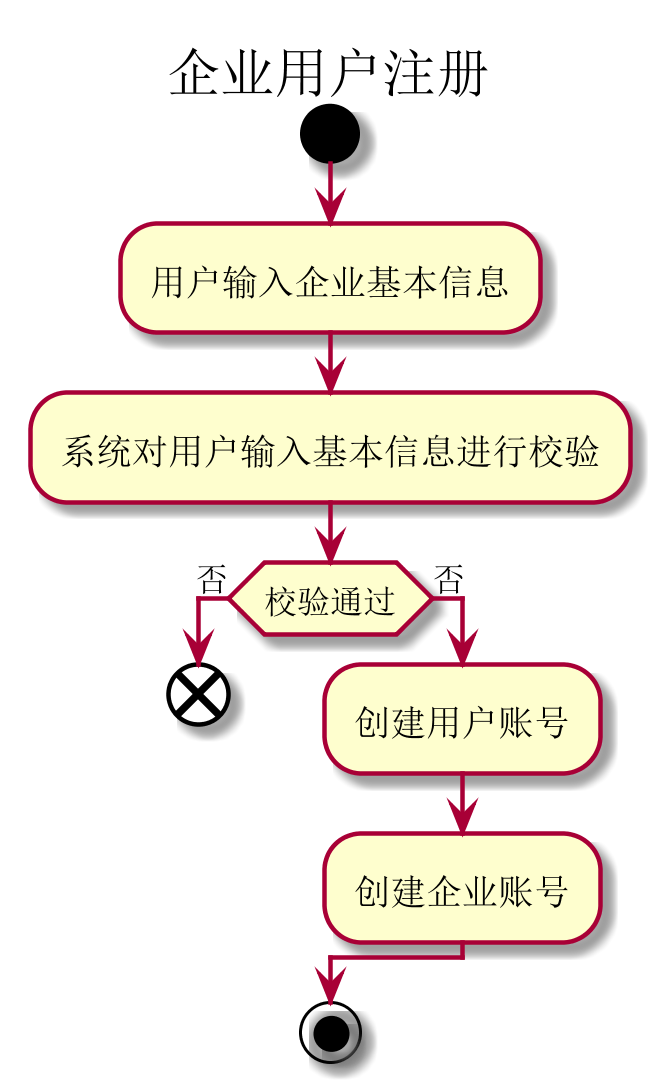 企业用户注册
用户输入企业基本信息
系统对用户输入基本信息进行校验
否
校验通过
否
创建用户账号
创建企业账号